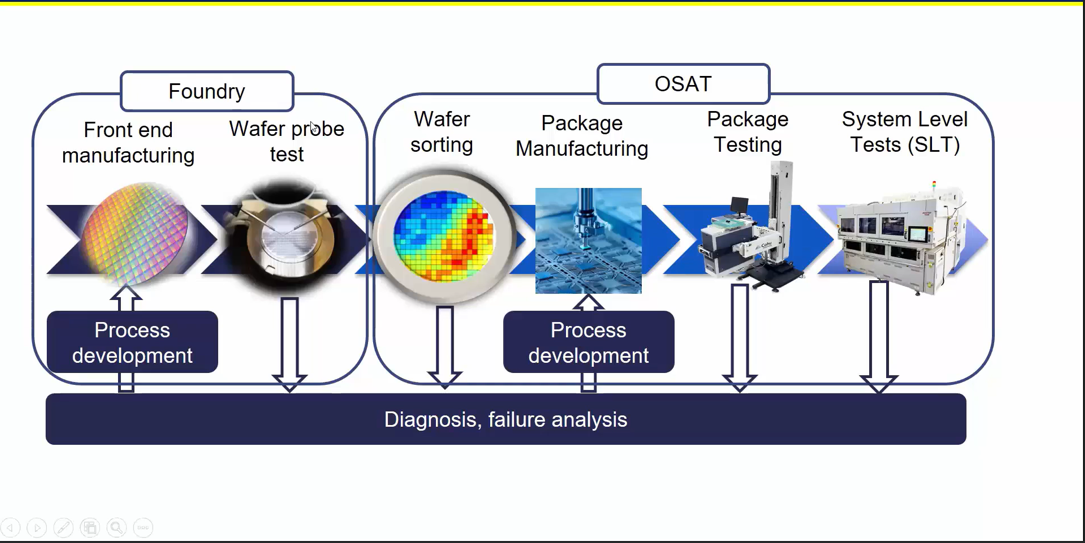 Foundry
OSAT
Front end
manufacturing
Wafer probe
test
Wafer
sorting
Package
Manufacturing
Package
Testing
System Level
Tests (SLT)
Process
development
Process
development
Diagnosis, failure analysis